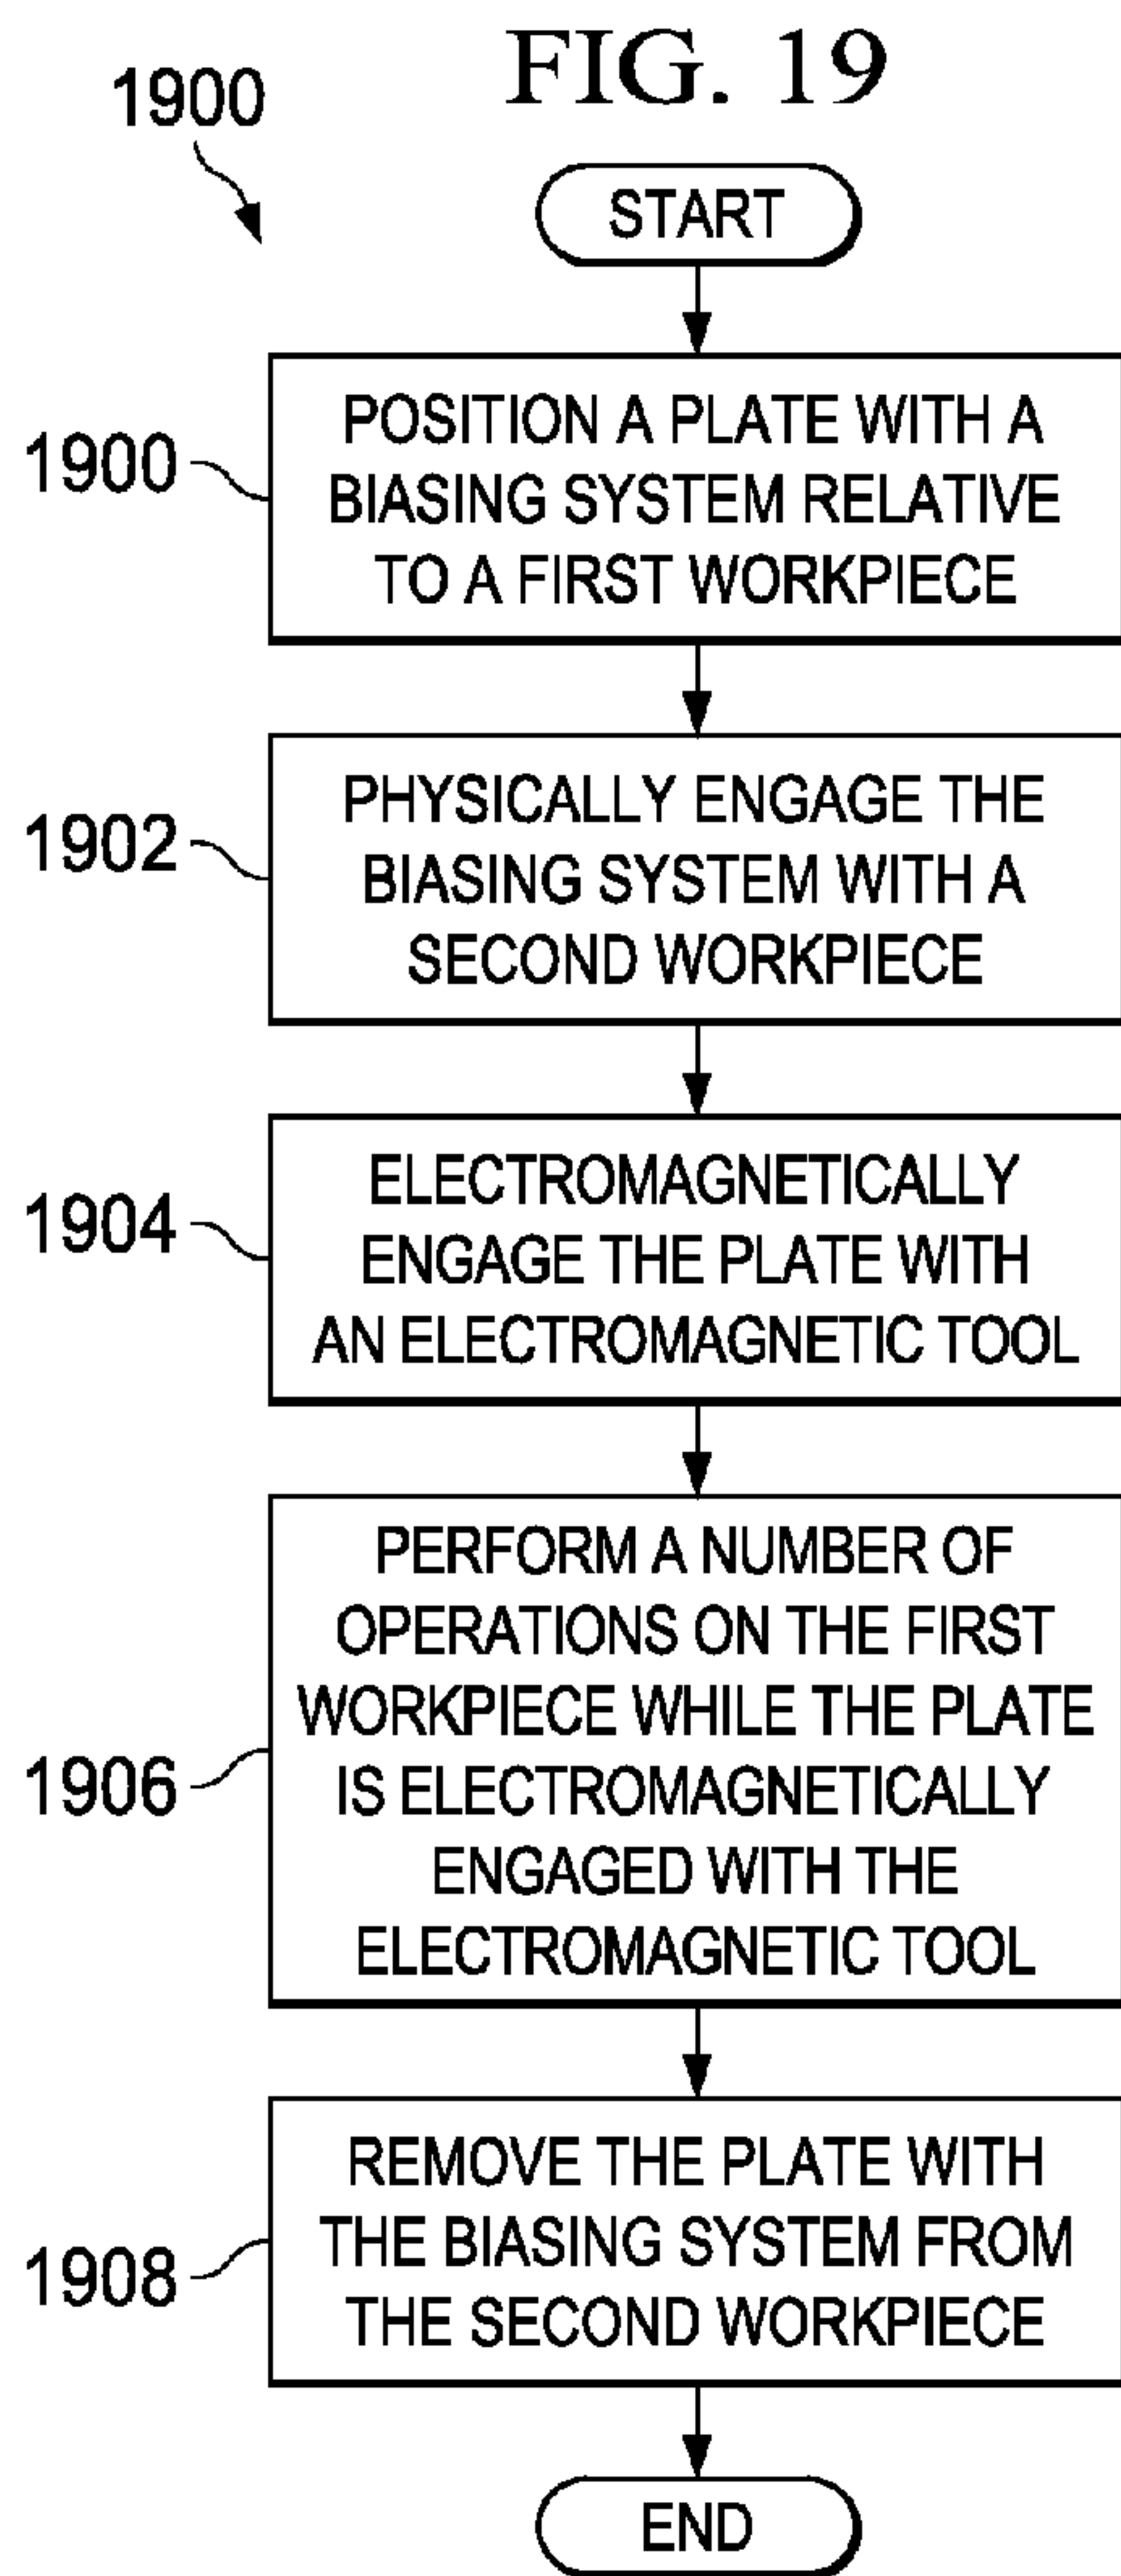 FIG. 19
1900
START
1900
POSITION A PLATE WITH A
BIASING SYSTEM RELATIVE
TO A FIRST WORKPIECE
1902
PHYSICALLY ENGAGE THE
BIASING SYSTEM WITH A
SECOND WORKPIECE
1904
ELECTROMAGNETICALLY
ENGAGE THE PLATE WITH
AN ELECTROMAGNETIC TOOL
1906
PERFORM A NUMBER OF
OPERATIONS ON THE FIRST
WORKPIECE WHILE THE PLATE
IS ELECTROMAGNETICALLY
ENGAGED WITH THE
ELECTROMAGNETIC TOOL
1908
REMOVE THE PLATE WITH
THE BIASING SYSTEM FROM
THE SECOND WORKPIECE
END